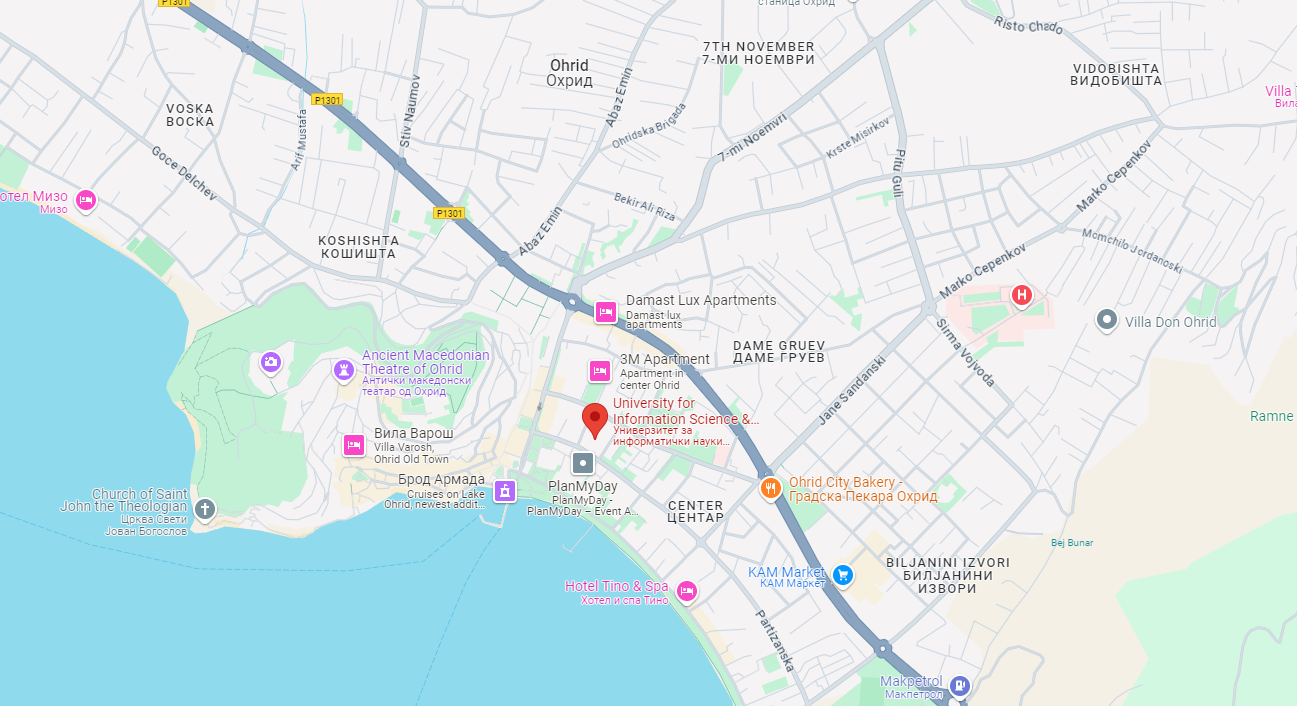 P1301
станица Охрид
Risto Chado
7TH NOVEMBER
7-МИ НОЕМВРИ
Ohrid
Охрид
VIDOBISHTA
ВИДОБИШТА
Villa
Вила
P1301
VOSKA
ВОСКА
Stiv Naumov
Abaz Emin
Ohridska Brigada
7-mi Noemvri
Krste Misirkov
Arif Mustafa
Goce Delchev
Pitu Guli
Marko Cepenkov
отел Мизо
Мизо
P1301
Bekir Ali Riza
Abaz Emin
KOSHISHTA
КОШИШТА
Momchilo Jordanoski
Marko Cepenkov
H
Damast Lux Apartments
Damast lux
apartments
Villa Don Ohrid
Sirma Vojvoda
DAME GRUEV
ДАМЕ ГРУЕВ
Ancient Macedonian
Theatre of Ohrid
Антички македонски
театар од Охрид
3M Apartment
Apartment in
center Ohrid
Jane Sandanski
University for
Information Science &...
Универзитет за
информатички науки...
Ramne
Вила Варош
Villa Varosh,
Ohrid Old Town
Брод Армада
Cruises on Lake
Ohrid, newest addit...
PlanMyDay
PlanMyDay -
PlanMyDay – Event A...
Ohrid City Bakery -
Градска Пекара Охрид
Church of Saint
John the Theologian
Црква Свети
Јован Богослов
CENTER
ЦЕНТАР
Bej Bunar
BILJANINI IZVORI
БИЛЈАНИНИ
ИЗВОРИ
KAM Market
КАМ Маркет
Hotel Tino & Spa
Хотел и спа Тино
Partizanska
Makpetrol
Макпетрол